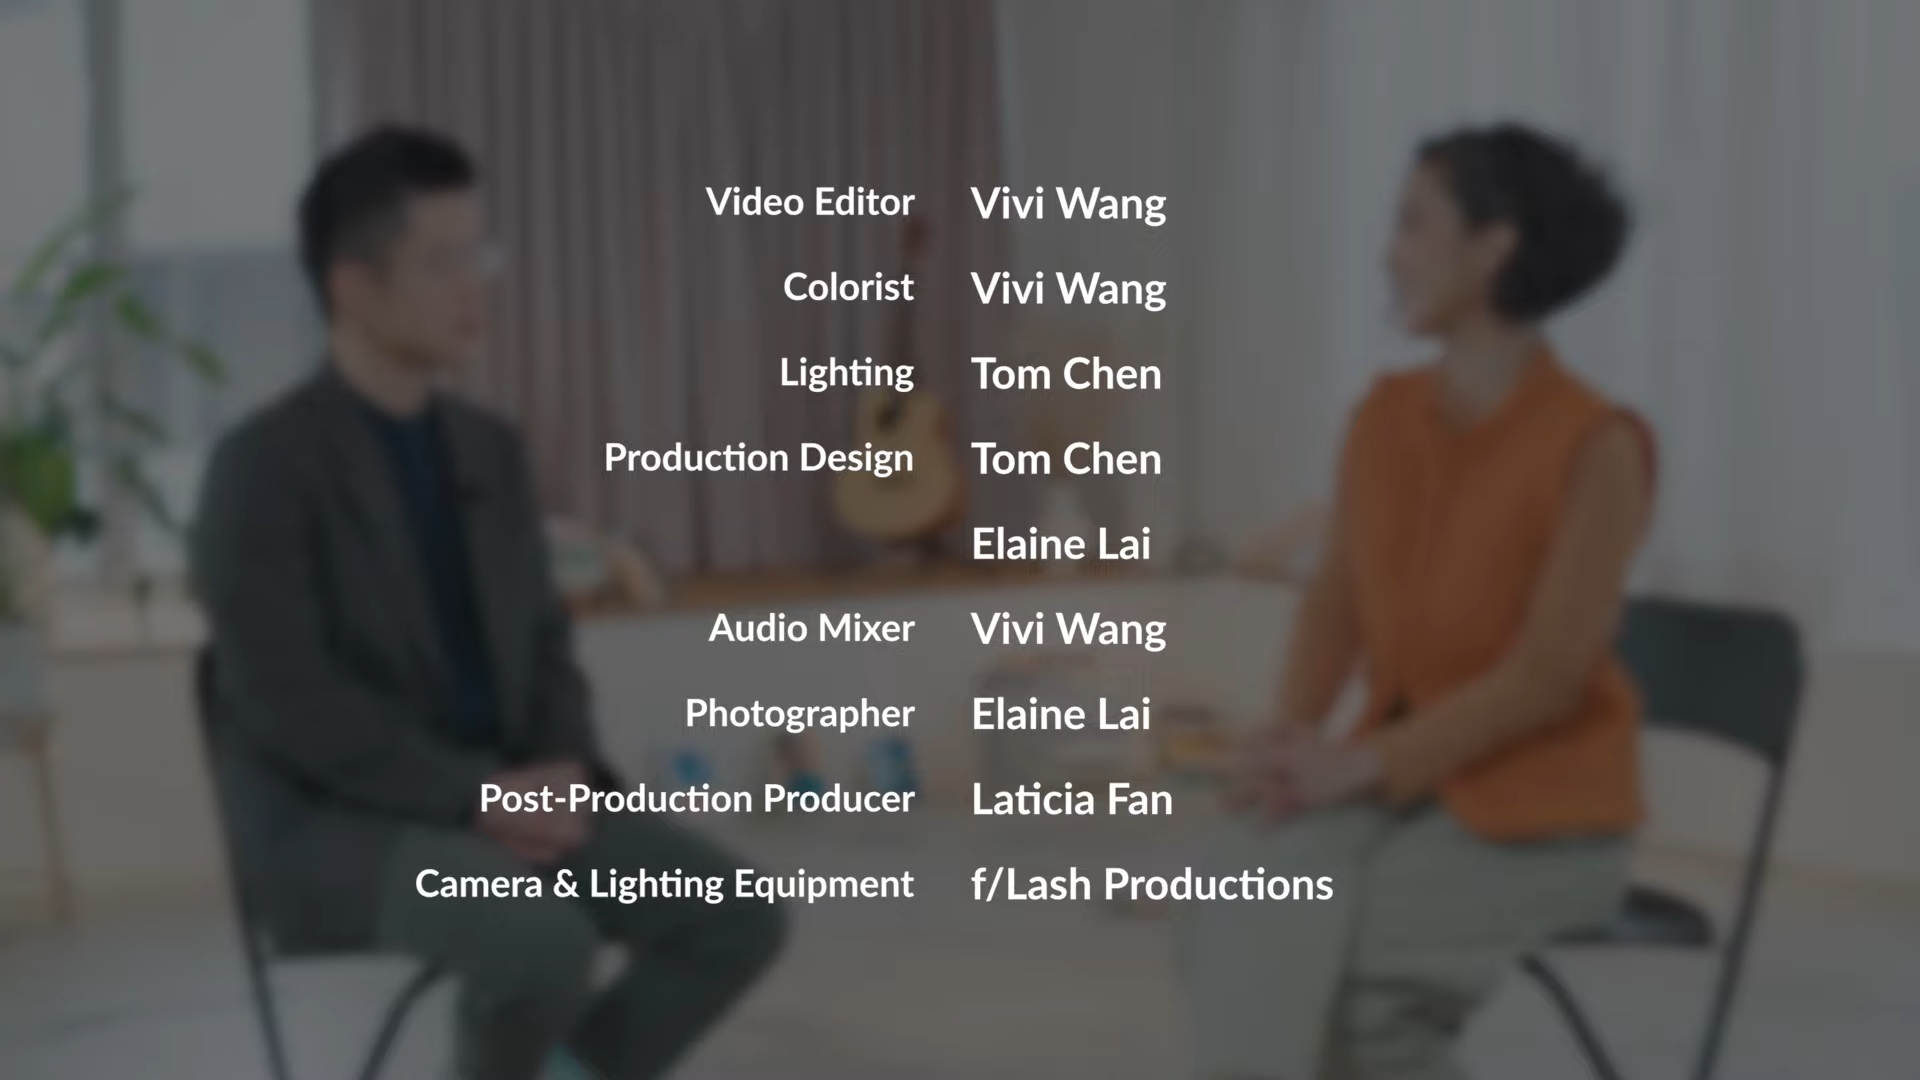 Video Editor Vivi Wang
Colorist Vivi Wang
Lighting Tom Chen
Production Design Tom Chen
Elaine Lai
Audio Mixer Vivi Wang
Photographer Elaine Lai
Post-Production Producer Laticia Fan
Camera & Lighting Equipment f/Lash Productions